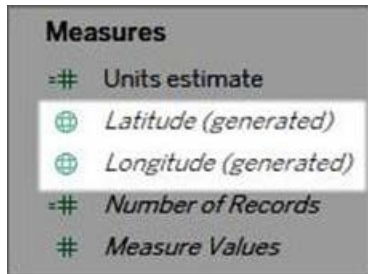 Measures
=# Units estimate
Latitude (generated)
Longitude (generated)
=# Number of Records
# Measure Values